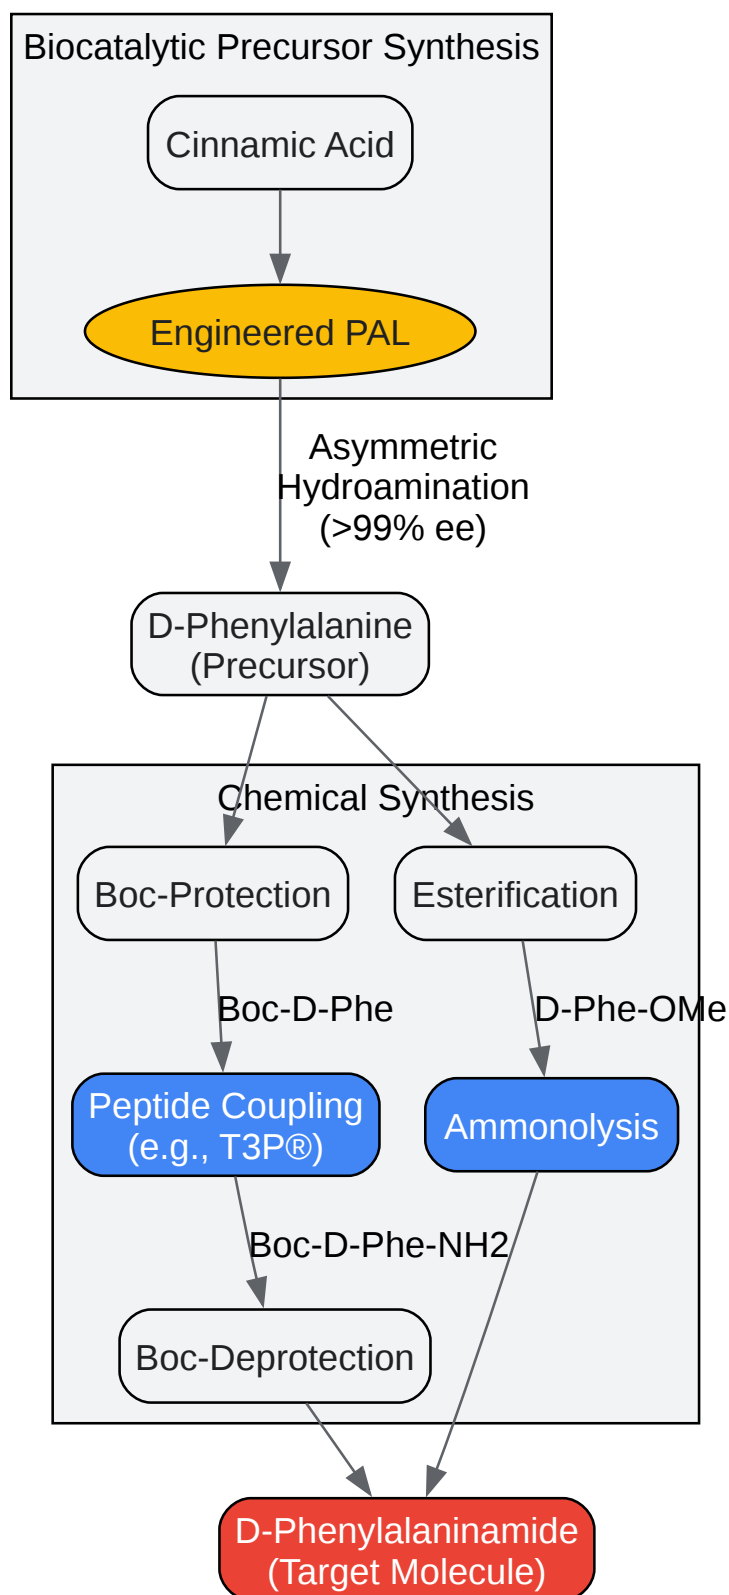 Biocatalytic Precursor Synthesis
Cinnamic Acid
Engineered PAL
Asymmetric
Hydroamination
(>99% ee)
D-Phenylalanine
(Precursor)
Chemical Synthesis
Boc-Protection
Esterification
Boc-D-Phe
D-Phe-OMe
Peptide Coupling
(e.g., T3P®)
Ammonolysis
Boc-D-Phe-NH2
Boc-Deprotection
D-Phenylalaninamide
(Target Molecule)